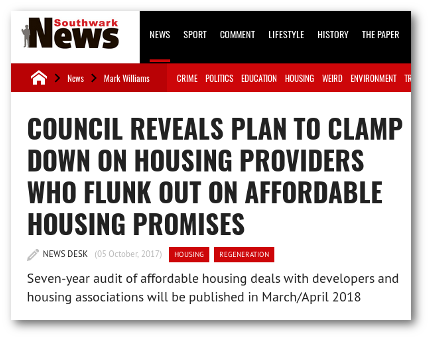 Southwark
News
NEWS SPORT COMMENT LIFESTYLE HISTORY THE PAPER
News Mark Williams CRIME POLITICS EDUCATION HOUSING WEIRD ENVIRONMENT TR
COUNCIL REVEALS PLAN TO CLAMP
DOWN ON HOUSING PROVIDERS
WHO FLUNK OUT ON AFFORDABLE
HOUSING PROMISES
NEWS DESK (05 October, 2017) HOUSING REGENERATION
Seven-year audit of affordable housing deals with developers and
housing associations will be published in March/April 2018